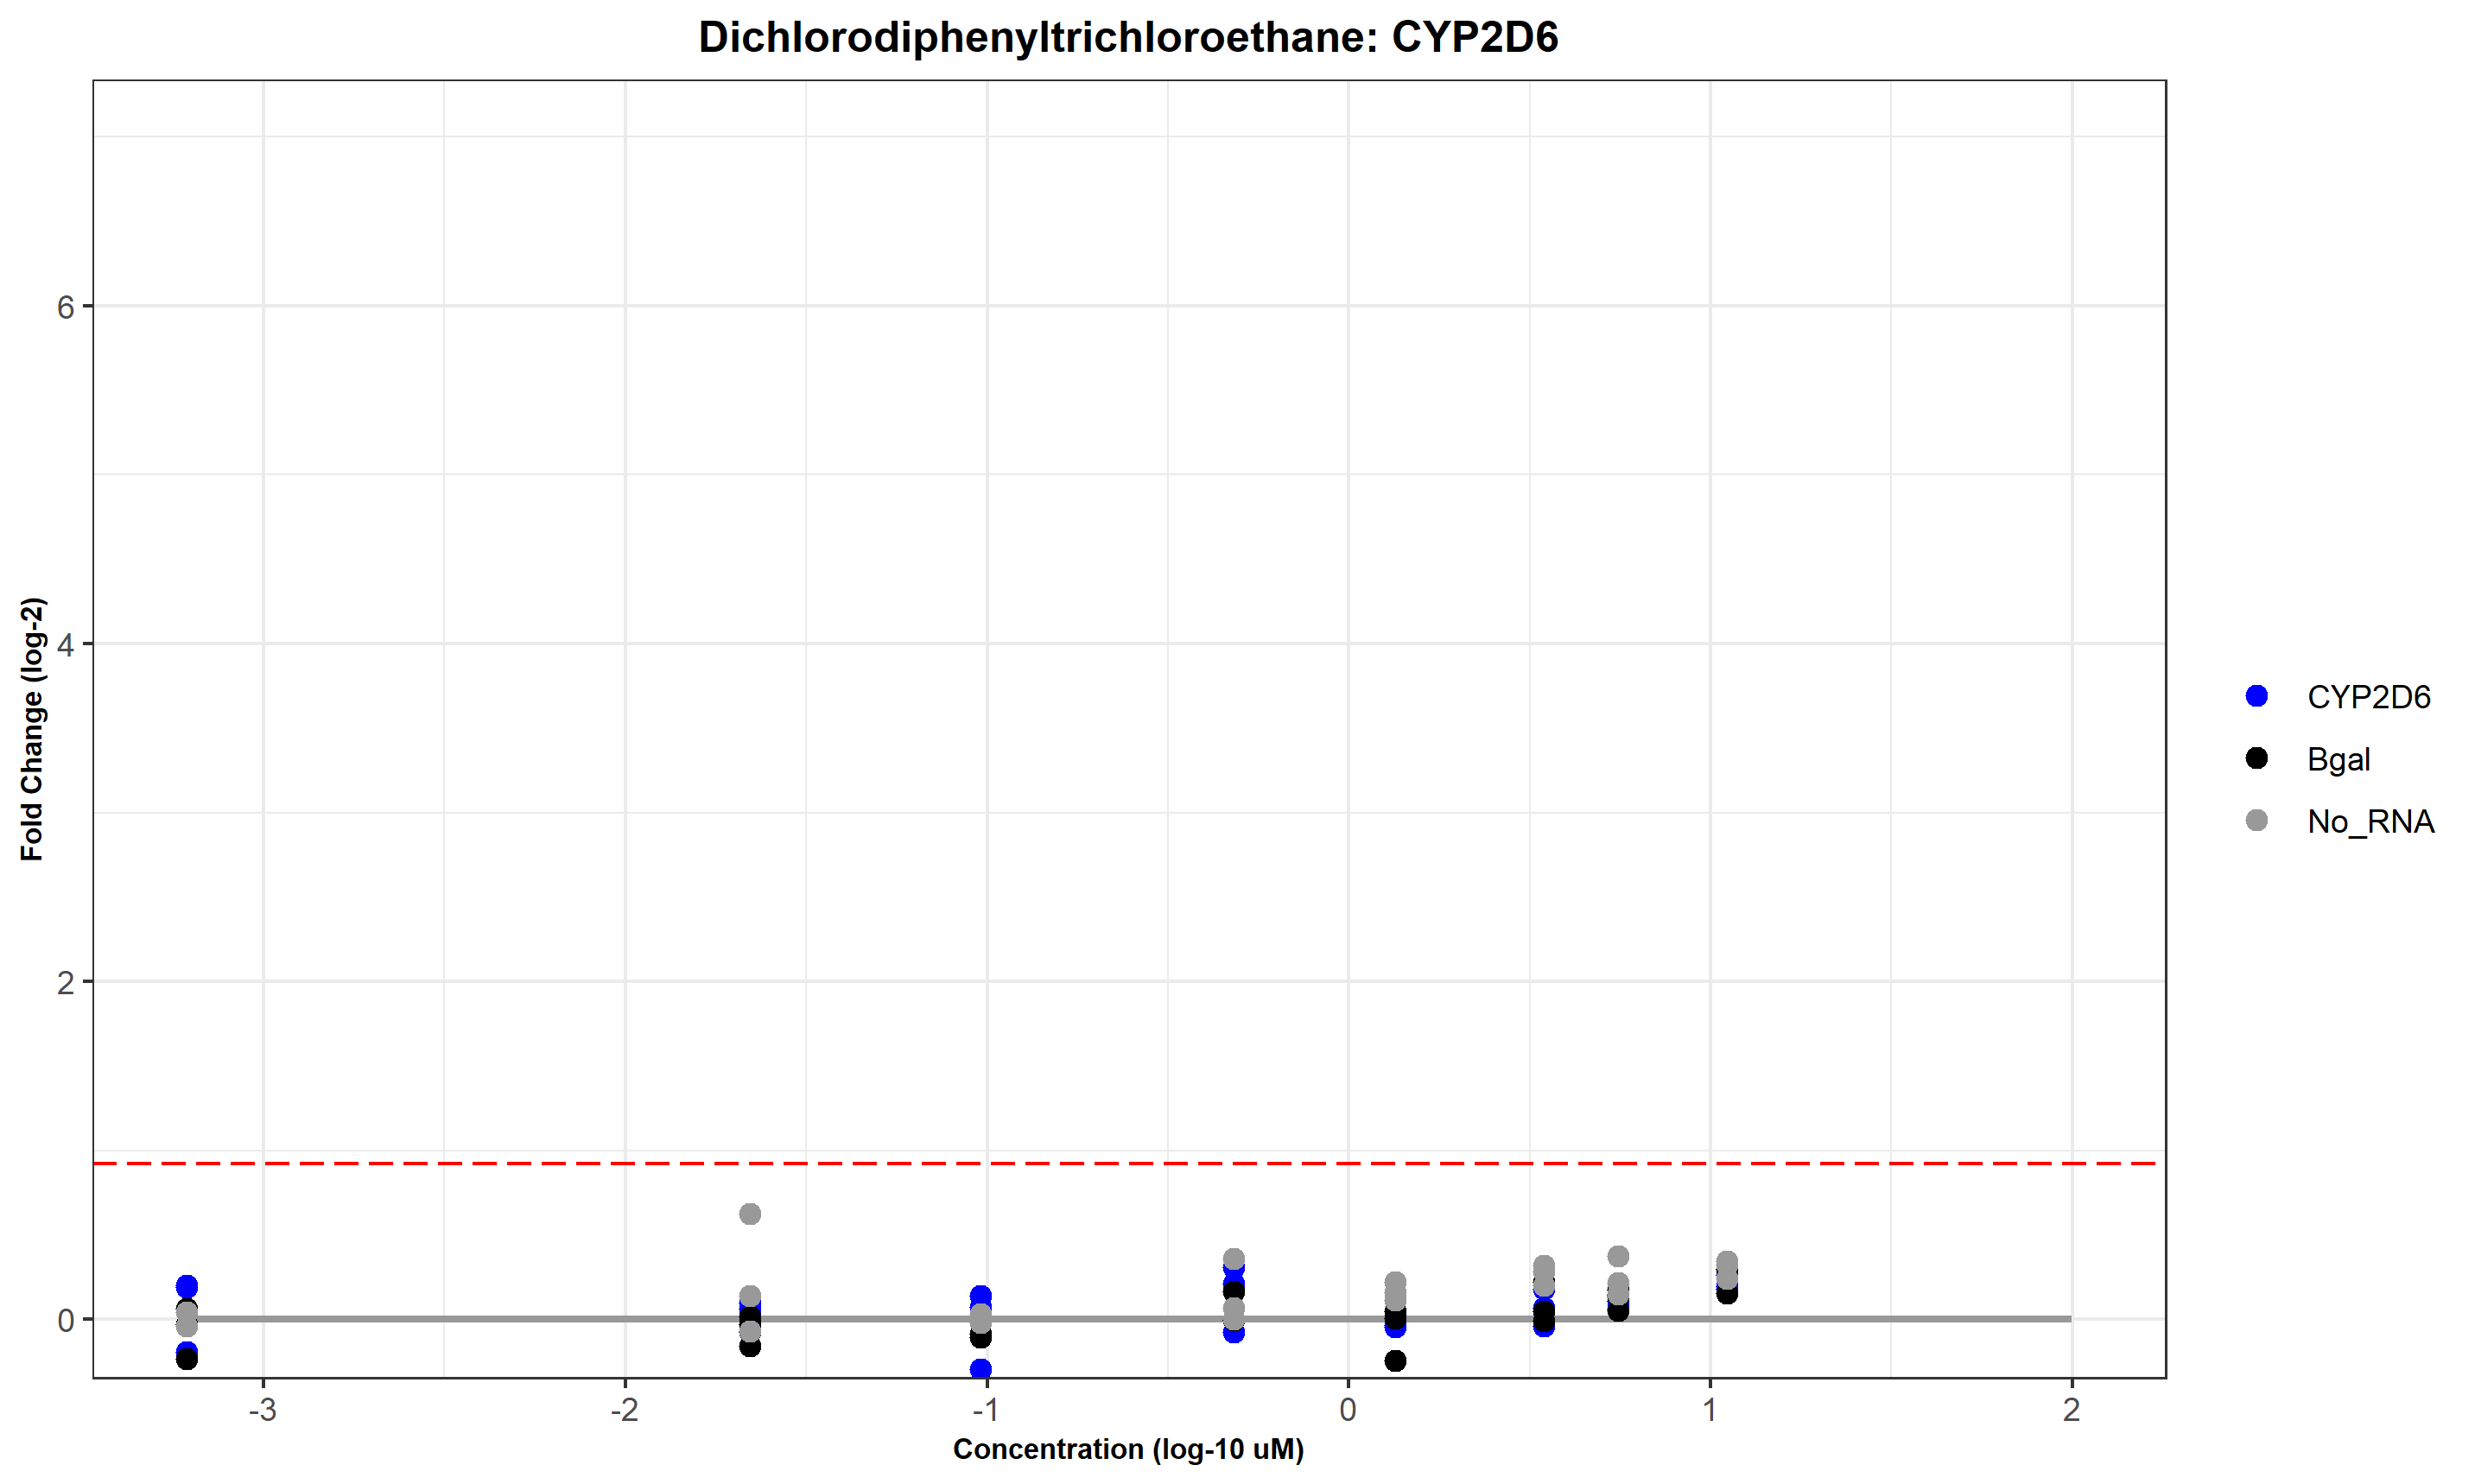 Dichlorodiphenyltrichloroethane: CYP2D6
Fold Change (log-2)
6
4
2
0
-3
-2
-1
0
1
2
Concentration (log-10 uM)
CYP2D6
Bgal
No_RNA